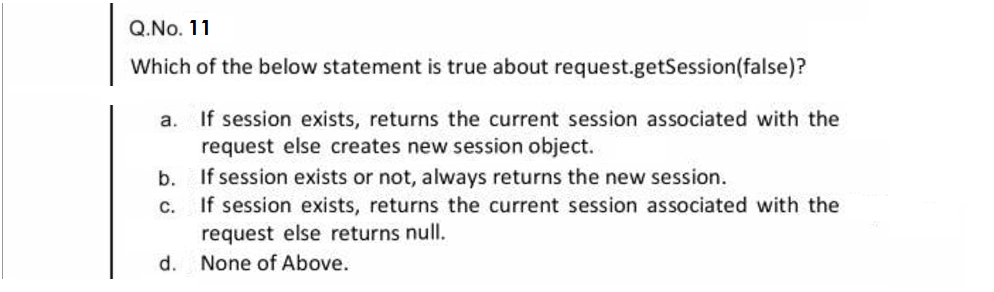 Q.No. 11
Which of the below statement is true about request.getSession(false)?
a. If session exists, returns the current session associated with the
request else creates new session object.
b. If session exists or not, always returns the new session.
c. If session exists, returns the current session associated with the
request else returns null.
d. None of Above.